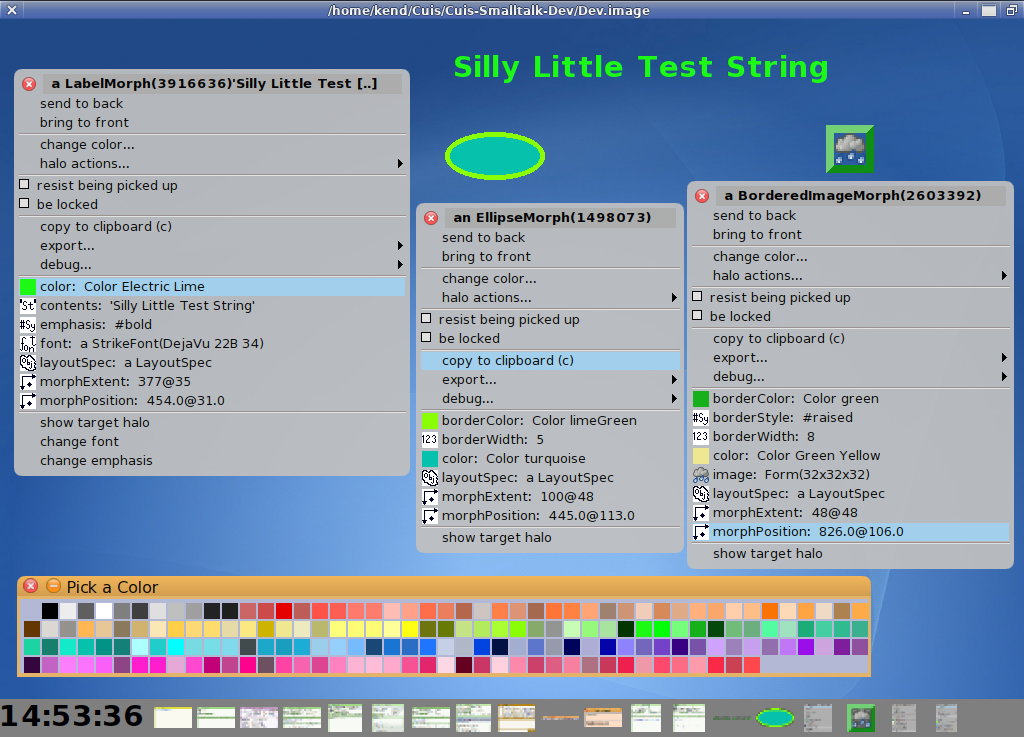 /home/kend/Cuis/Cuis-Smalltalk-Dev/Dev.image
Silly Little Test String
a LabelMorph(3916636)'Silly Little Test [..]
send to back
bring to front
change color...
halo actions...
resist being picked up
be locked
copy to clipboard (c)
export...
debug...
color: Color Electric Lime
'St' contents: 'Silly Little Test String'
#Sy emphasis: #bold
font: a StrikeFont(DejaVu 22B 34)
layoutSpec: a LayoutSpec
morphExtent: 377@35
morphPosition: 454.0@31.0
show target halo
change font
change emphasis
an EllipseMorph(1498073)
send to back
bring to front
change color...
halo actions...
resist being picked up
be locked
copy to clipboard (c)
export...
debug...
borderColor: Color limeGreen
123 borderWidth: 5
color: Color turquoise
layoutSpec: a LayoutSpec
morphExtent: 100@48
morphPosition: 445.0@113.0
show target halo
a BorderedImageMorph(2603392)
send to back
bring to front
change color...
halo actions...
resist being picked up
be locked
copy to clipboard (c)
export...
debug...
borderColor: Color green
#Sy borderStyle: #raised
123 borderWidth: 8
color: Color Green Yellow
image: Form(32x32x32)
layoutSpec: a LayoutSpec
morphExtent: 48@48
morphPosition: 826.0@106.0
show target halo
Pick a Color
14:53:36